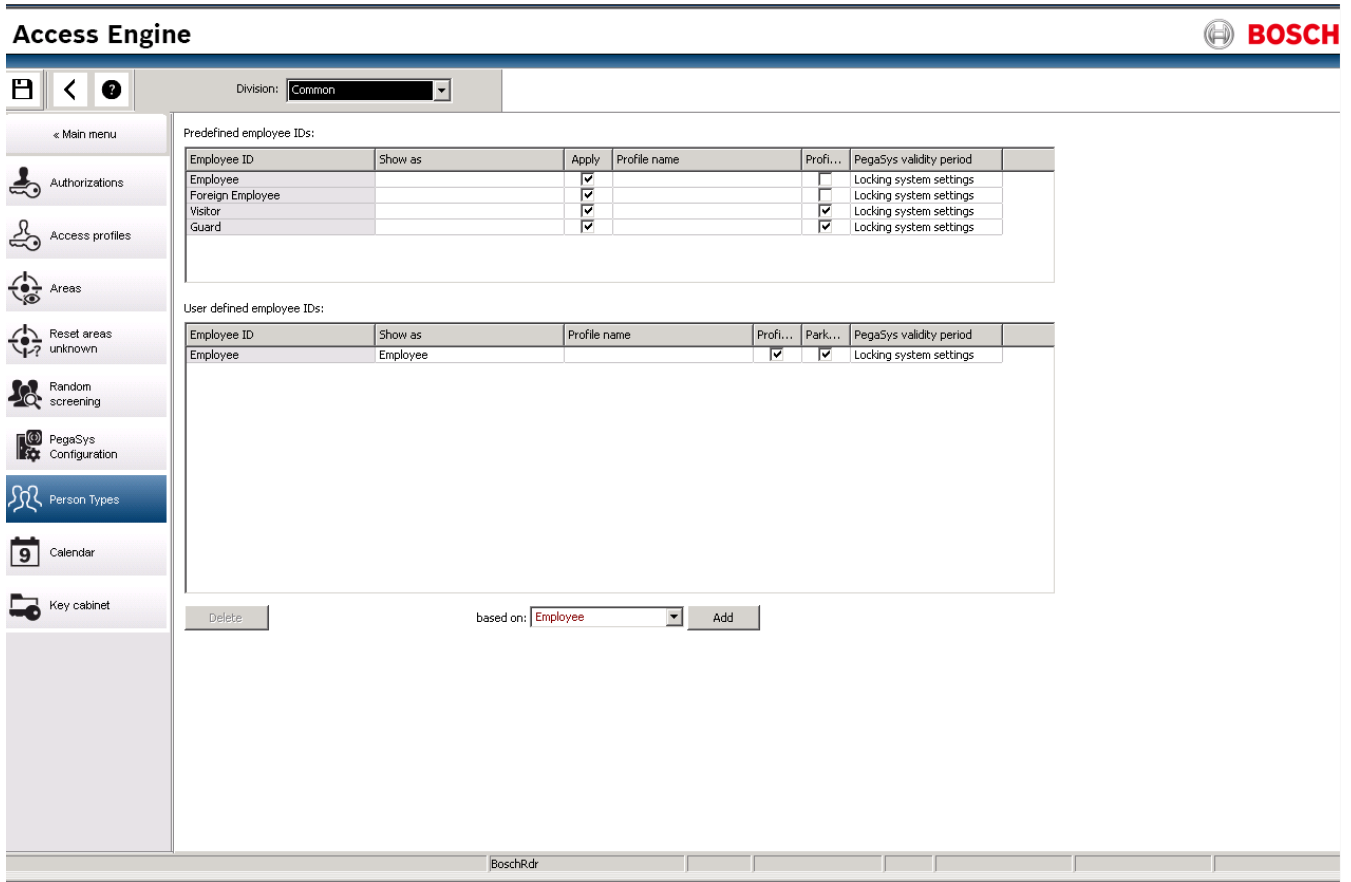 Access Engine
BOSCH
Division: Common
« Main menu
Authorizations
Access profiles
Areas
Reset areas
unknown
Random
screening
PegaSys
Configuration
Person Types
9 Calendar
Key cabinet
Predefined employee IDs:
Employee ID Show as Apply Profile name Profi... PegaSys validity period
Employee Locking system settings
Foreign Employee Locking system settings
Visitor Locking system settings
Guard Locking system settings
User defined employee IDs:
Employee ID Show as Profile name Profi... Park... PegaSys validity period
Employee Employee Locking system settings
Delete based on: Employee Add
BoschRdr